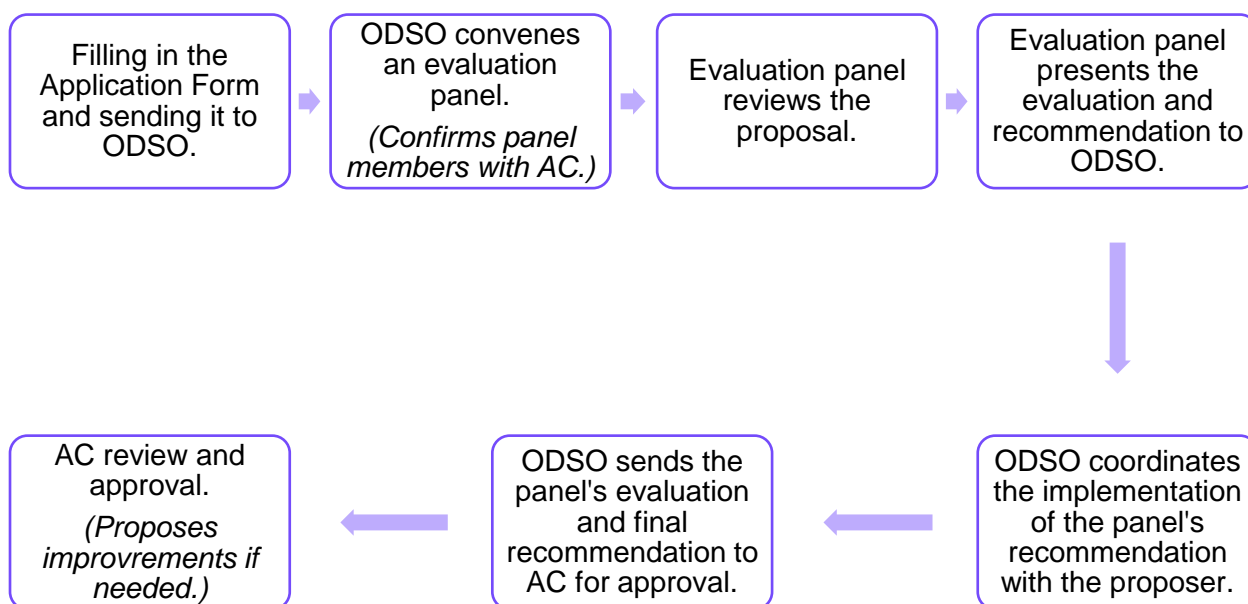 Filling in the
Application Form
and sending it to
ODSO.
ODSO convenes
an evaluation
panel.
(Confirms panel
members with AC.)
Evaluation panel
reviews the
proposal.
Evaluation panel
presents the
evaluation and
recommendation to
ODSO.
ODSO coordinates
the implementation
of the panel's
recommendation
with the proposer.
ODSO sends the
panel's evaluation
and final
recommendation to
AC for approval.
AC review and
approval.
(Proposes
improvrements if
needed.)